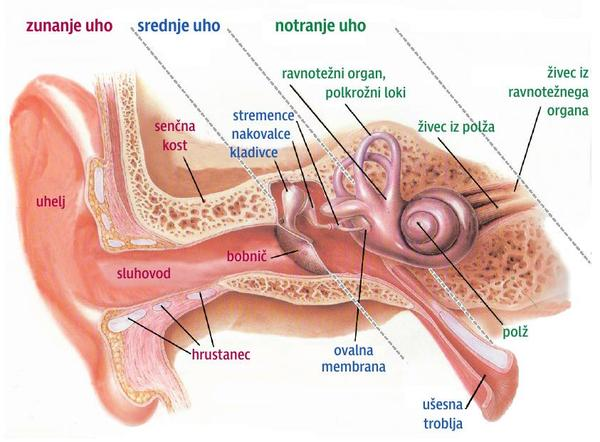 zunanje uho
srednje uho
notranje uho
ravnotežni organ,
polkrožni loki
živec iz
ravnotežnega
organa
stremence
nakovalce
kladivce
senčna
kost
živec iz polža
uhelj
bobnič
sluhovod
polž
hrustanec
ovalna
membrana
ušesna
troblja